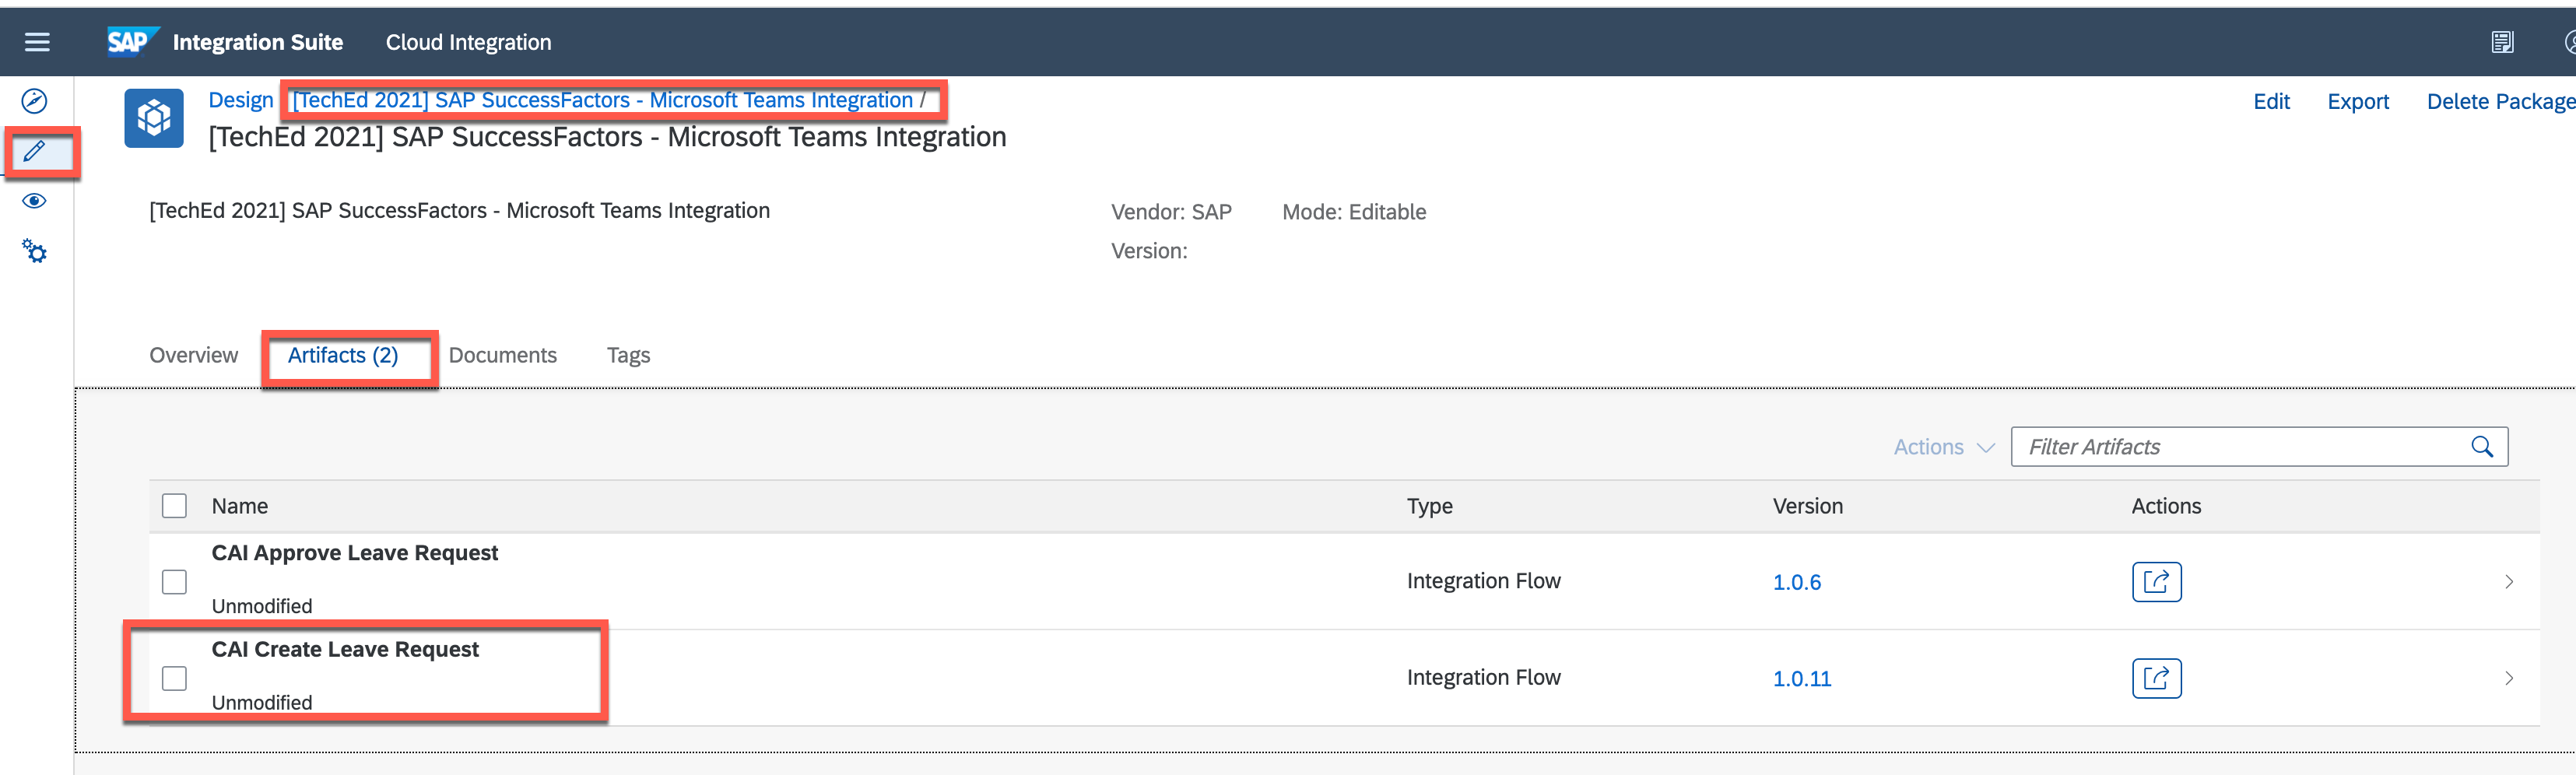 SAP Integration Suite Cloud Integration
Design [TechEd 2021] SAP SuccessFactors - Microsoft Teams Integration /
Edit Export Delete Package
[TechEd 2021] SAP SuccessFactors - Microsoft Teams Integration
[TechEd 2021] SAP SuccessFactors - Microsoft Teams Integration
Vendor: SAP Mode: Editable
Version:
Overview Artifacts (2) Documents Tags
Actions Filter Artifacts
Name Type Version Actions
CAI Approve Leave Request
Integration Flow 1.0.6
Unmodified
CAI Create Leave Request
Integration Flow 1.0.11
Unmodified